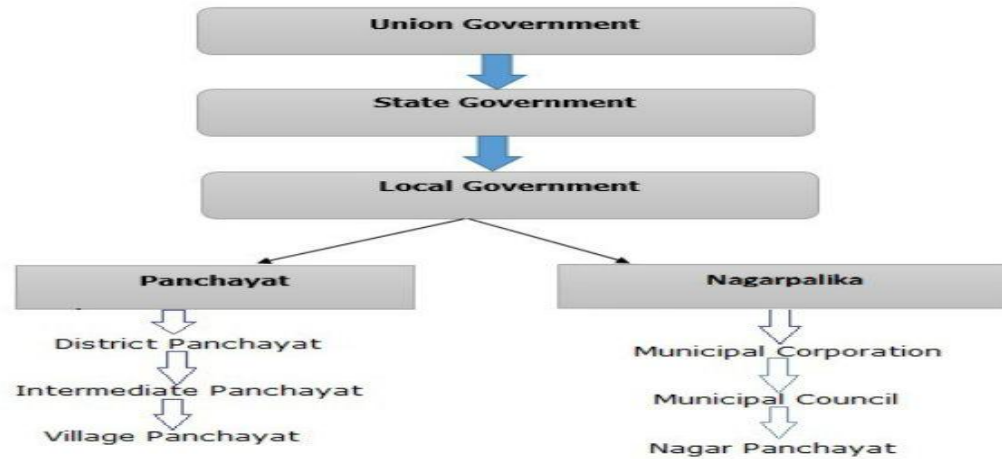 Union Government
State Government
Local Government
Panchayat
District Panchayat
Intermediate Panchayat
Village Panchayat
Nagarpalika
Municipal Corporation
Municipal Council
Nagar Panchayat